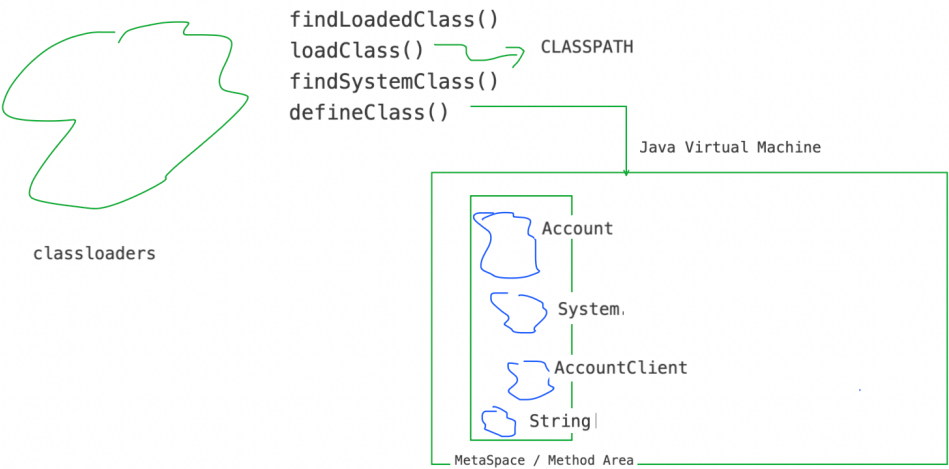 findLoadedClass()
loadClass()
CLASSPATH
findSystemClass()
defineClass()
Java Virtual Machine
classloaders
Account
System.
AccountClient
String
MetaSpace / Method Area